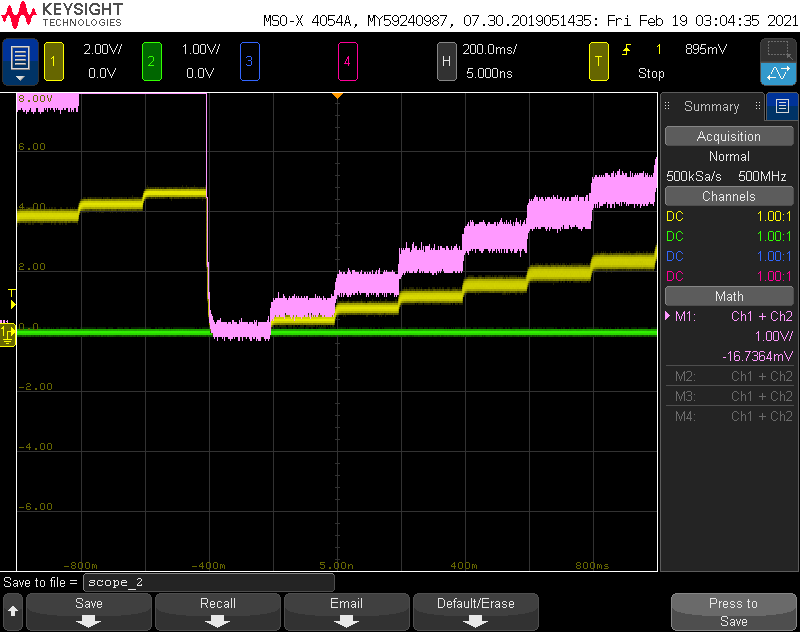 KEYSIGHT
TECHNOLOGIES
MSO-X 4054A, MY59240987, 07.30.2019051435: Fri Feb 19 03:04:35 2021
1 2.00V/ 2 1.00V/ 3 4 H 200.0ms/ T 1 895mV
0.0V 0.0V 5.000ns Stop
8.00V
6.00
4.00
2.00
0.0
-2.00
-4.00
-6.00
T
1
-800m -400m 5.00n 400m 800ms
Summary
Acquisition
Normal
500kSa/s 500MHz
Channels
DC 1.00:1
DC 1.00:1
DC 1.00:1
DC 1.00:1
Math
M1: Ch1 + Ch2
1.00V/
-16.7364mV
M2: Ch1 + Ch2
M3: Ch1 + Ch2
M4: Ch1 + Ch2
Save to file = scope_2
Save Recall Email Default/Erase Press to
Save